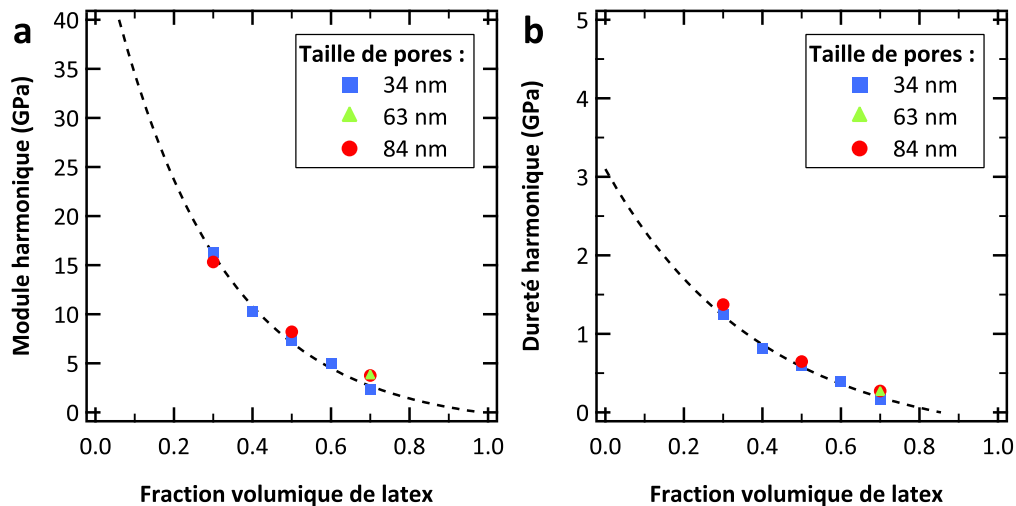 a
Module harmonique (GPa)
40
35
30
25
20
15
10
5
0
Taille de pores :
34 nm
63 nm
84 nm
0.0 0.2 0.4 0.6 0.8 1.0
Fraction volumique de latex
b
Dureté harmonique (GPa)
5
4
3
2
1
0
Taille de pores :
34 nm
63 nm
84 nm
0.0 0.2 0.4 0.6 0.8 1.0
Fraction volumique de latex